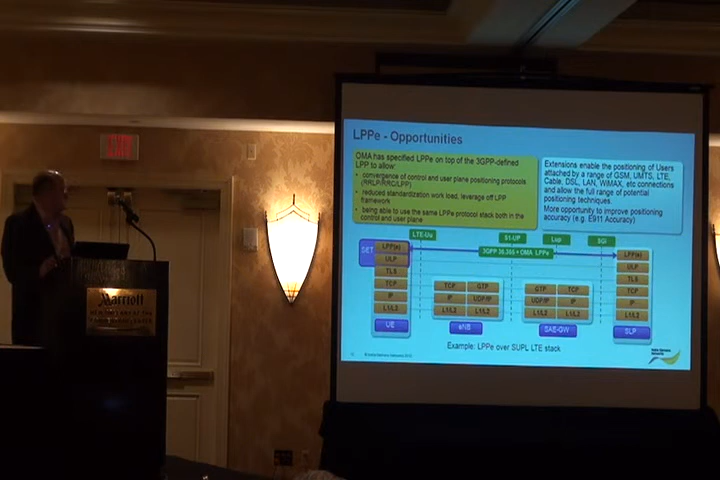 LPPe - Opportunities
OMA has specified LPPe on top of the 3GPP-defined
LPP to allow:
• convergence of control and user plane positioning protocols
(RRLP/RRC/LPP)
• reduced standardization work load, leverage off LPP
framework
• being able to use the same LPPe protocol stack both in the
control and user plane
Extensions enable the positioning of Users
attached by a range of GSM, UMTS, LTE,
Cable, DSL, LAN, WiMAX, etc connections
and allow the full range of potential
positioning techniques.
More opportunity to improve positioning
accuracy (e.g. E911 Accuracy)
LTE-Uu
S1-UP
Lup
SGi
SET
LPP(e)
3GPP 36.355 + OMA LPPe
LPP(e)
ULP
ULP
TLS
TLS
TCP
TCP
GTP
GTP
TCP
TCP
IP
IP
UDP/IP
UDP/IP
IP
IP
L1/L2
L1/L2
L1/L2
L1/L2
L1/L2
L1/L2
UE
eNB
SAE-GW
SLP
Example: LPPe over SUPL LTE stack
Marriott